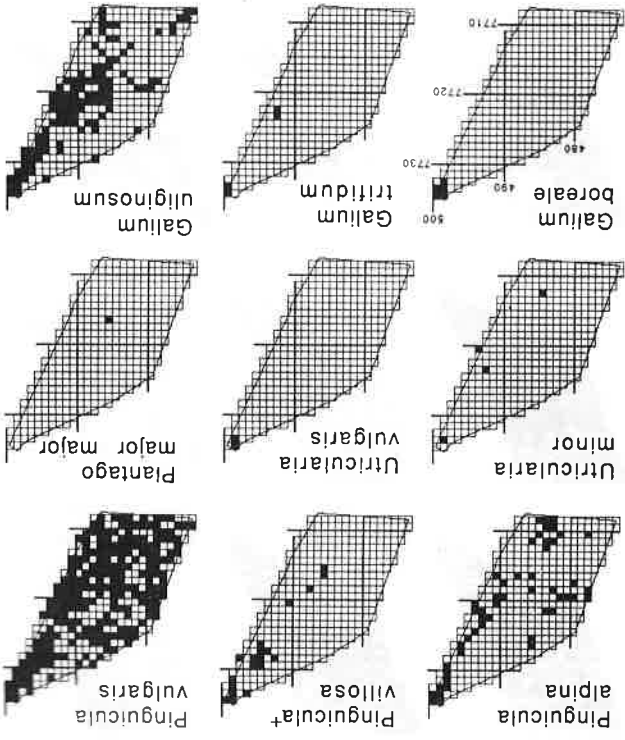 Galium
uliginosum
Galium
trifidum
Galium
boreale
500
490
480
7730
7720
7710
Plantago
major major
Utricularia
vulgaris
Utricularia
minor
Pinguicula
vulgaris
Pinguicula+
villosa
Pinguicula
alpina